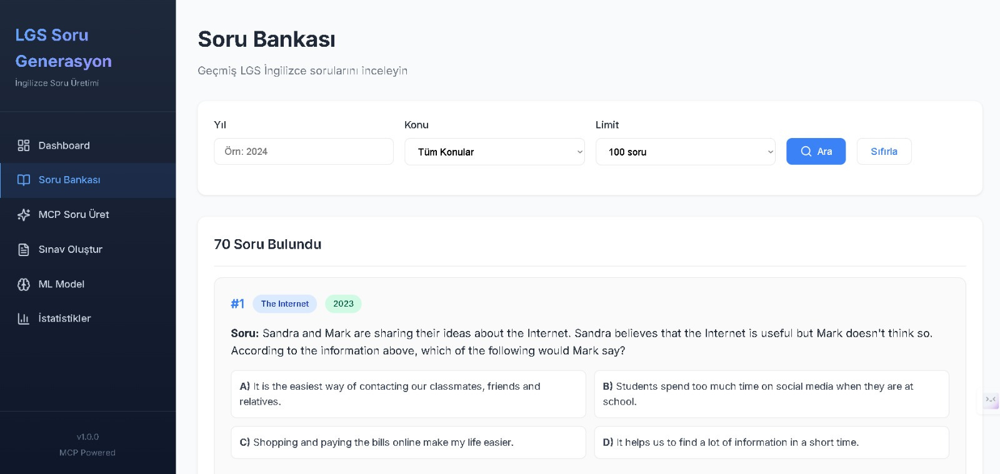 LGS Soru
Generasyon
İngilizce Soru Üretimi
Dashboard
Soru Bankası
MCP Soru Üret
Sınav Oluştur
ML Model
İstatistikler
v1.0.0
MCP Powered
Soru Bankası
Geçmiş LGS İngilizce sorularını inceleyin
Yıl
Konu
Limit
Örn: 2024
Tüm Konular
100 soru
Ara
Sıfırla
70 Soru Bulundu
#1 The Internet 2023
Soru: Sandra and Mark are sharing their ideas about the Internet. Sandra believes that the Internet is useful but Mark doesn't think so.
According to the information above, which of the following would Mark say?
A) It is the easiest way of contacting our classmates, friends and
relatives.
B) Students spend too much time on social media when they are at
school.
C) Shopping and paying the bills online make my life easier.
D) It helps us to find a lot of information in a short time.